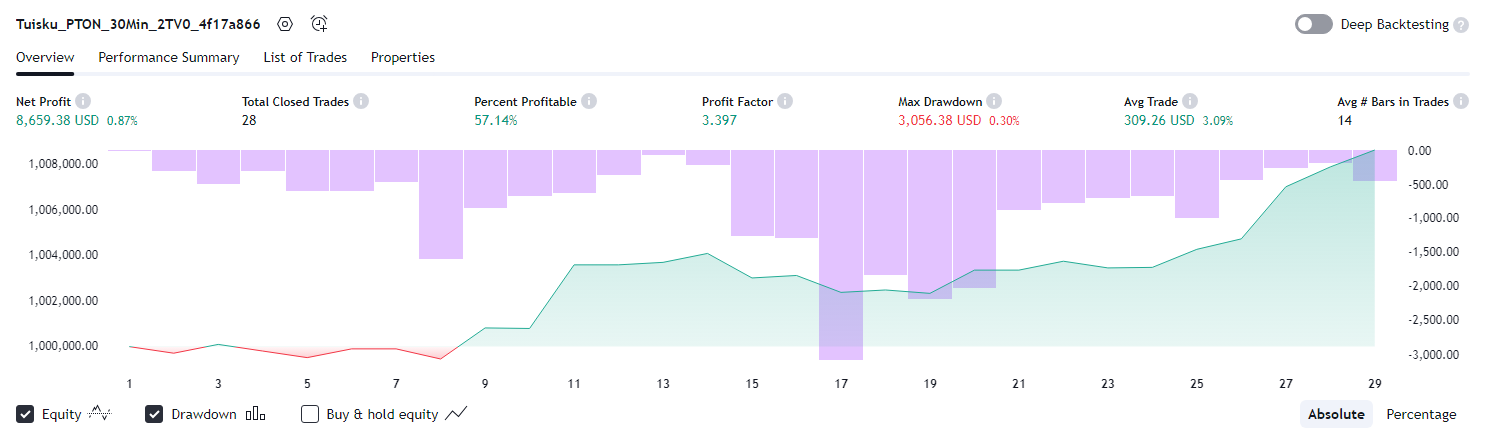 Tuisku_PTON_30Min_2TV0_4f17a866
Deep Backtesting
Overview Performance Summary List of Trades Properties
Net Profit Total Closed Trades Percent Profitable Profit Factor Max Drawdown Avg Trade Avg # Bars in Trades
8,659.38 USD 0.87% 28 57.14% 3.397 3,056.38 USD 0.30% 309.26 USD 3.09% 14
1,008,000.00
1,006,000.00
1,004,000.00
1,002,000.00
1,000,000.00
0.00
-500.00
-1,000.00
-1,500.00
-2,000.00
-2,500.00
-3,000.00
1 3 5 7 9 11 13 15 17 19 21 23 25 27 29
Equity Drawdown Buy & hold equity Absolute Percentage